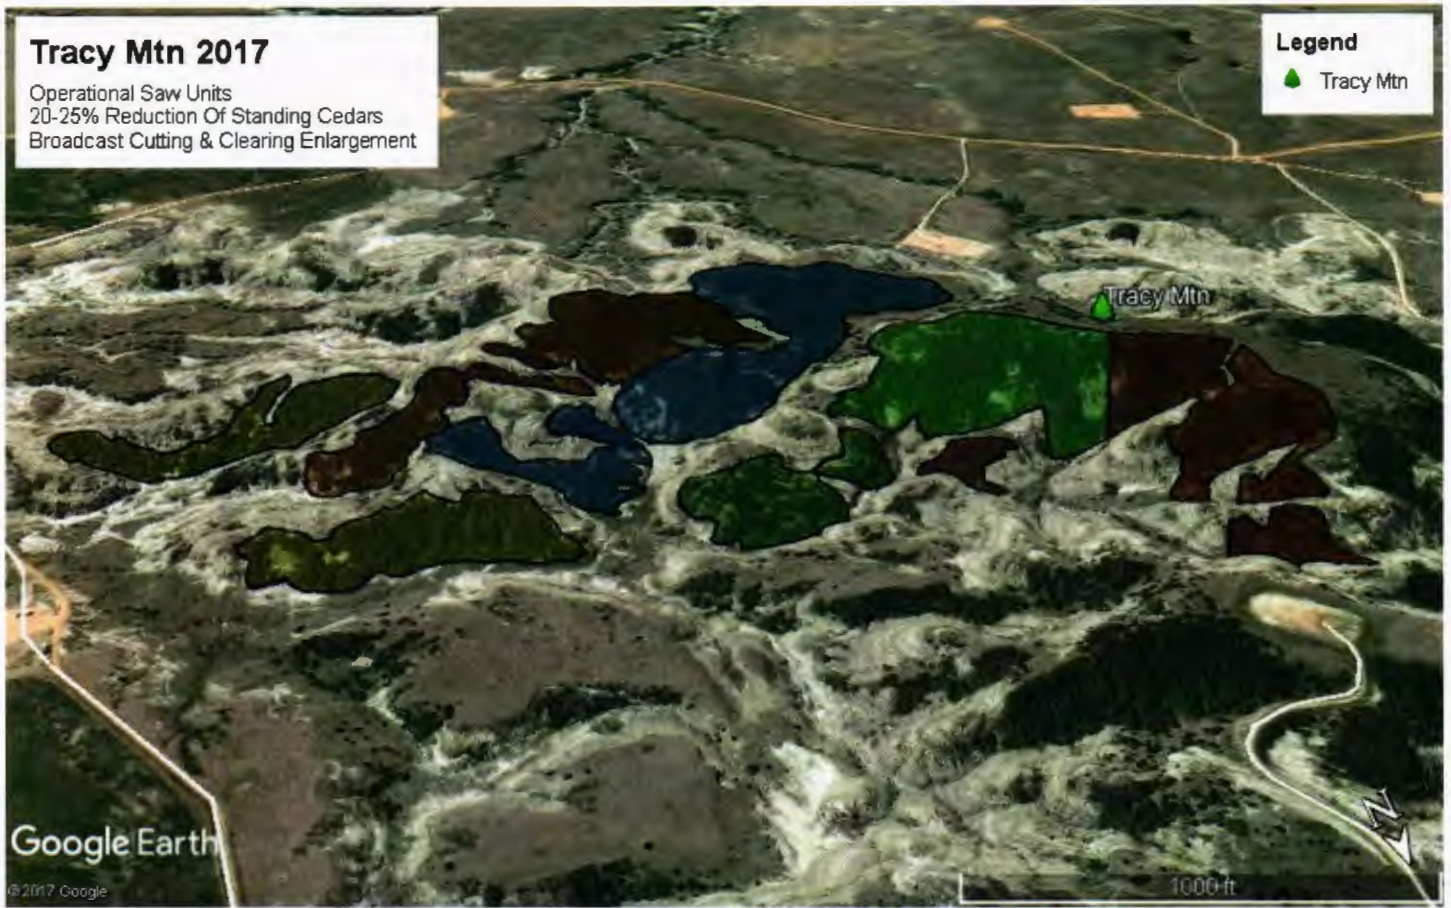 Tracy Mtn 2017
Operational Saw Units
20-25% Reduction Of Standing Cedars
Broadcast Cutting & Clearing Enlargement
Legend
Tracy Mtn
Tracy Mtn
Google Earth
© 2017 Google
N
1000 ft